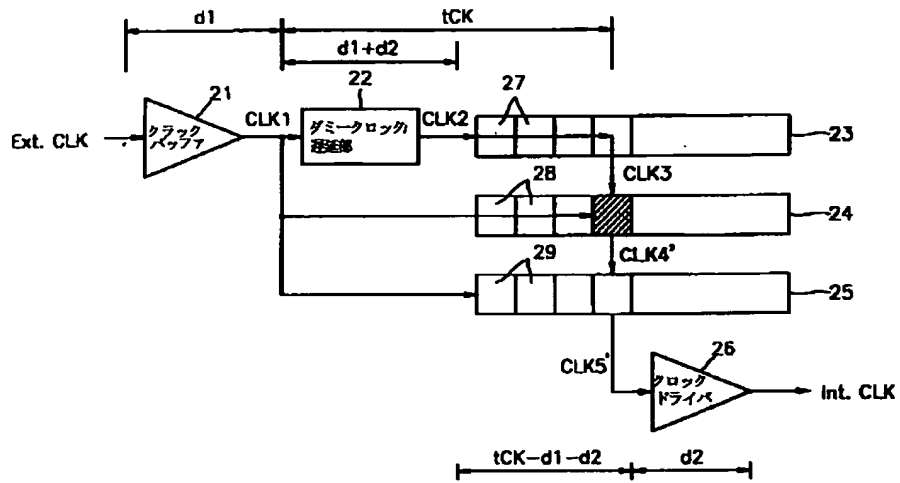 d1
tCK
d1+d2
21
22
27
Ext. CLK
クラック
バッファ
CLK1
ダミークロック
遅延部
CLK2
23
CLK3
28
24
CLK4'
29
25
CLK5'
26
クロック
ドライバ
Int. CLK
tCK-d1-d2
d2